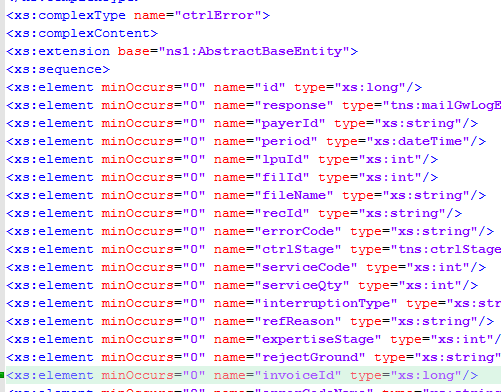 <xs:complexType name="ctrlError">
<xs:complexContent>
<xs:extension base="ns1:AbstractBaseEntity">
<xs:sequence>
<xs:element minOccurs="0" name="id" type="xs:long"/>
<xs:element minOccurs="0" name="response" type="tns:mailGwLogE
<xs:element minOccurs="0" name="payerId" type="xs:string"/>
<xs:element minOccurs="0" name="period" type="xs:dateTime"/>
<xs:element minOccurs="0" name="lpuId" type="xs:int"/>
<xs:element minOccurs="0" name="filId" type="xs:int"/>
<xs:element minOccurs="0" name="fileName" type="xs:string"/>
<xs:element minOccurs="0" name="recId" type="xs:string"/>
<xs:element minOccurs="0" name="errorCode" type="xs:string"/>
<xs:element minOccurs="0" name="ctrlStage" type="tns:ctrlStage
<xs:element minOccurs="0" name="serviceCode" type="xs:int"/>
<xs:element minOccurs="0" name="serviceQty" type="xs:int"/>
<xs:element minOccurs="0" name="interruptionType" type="xs:str
<xs:element minOccurs="0" name="refReason" type="xs:string"/>
<xs:element minOccurs="0" name="expertiseStage" type="xs:int"/
<xs:element minOccurs="0" name="rejectGround" type="xs:string"
<xs:element minOccurs="0" name="invoiceId" type="xs:long"/>